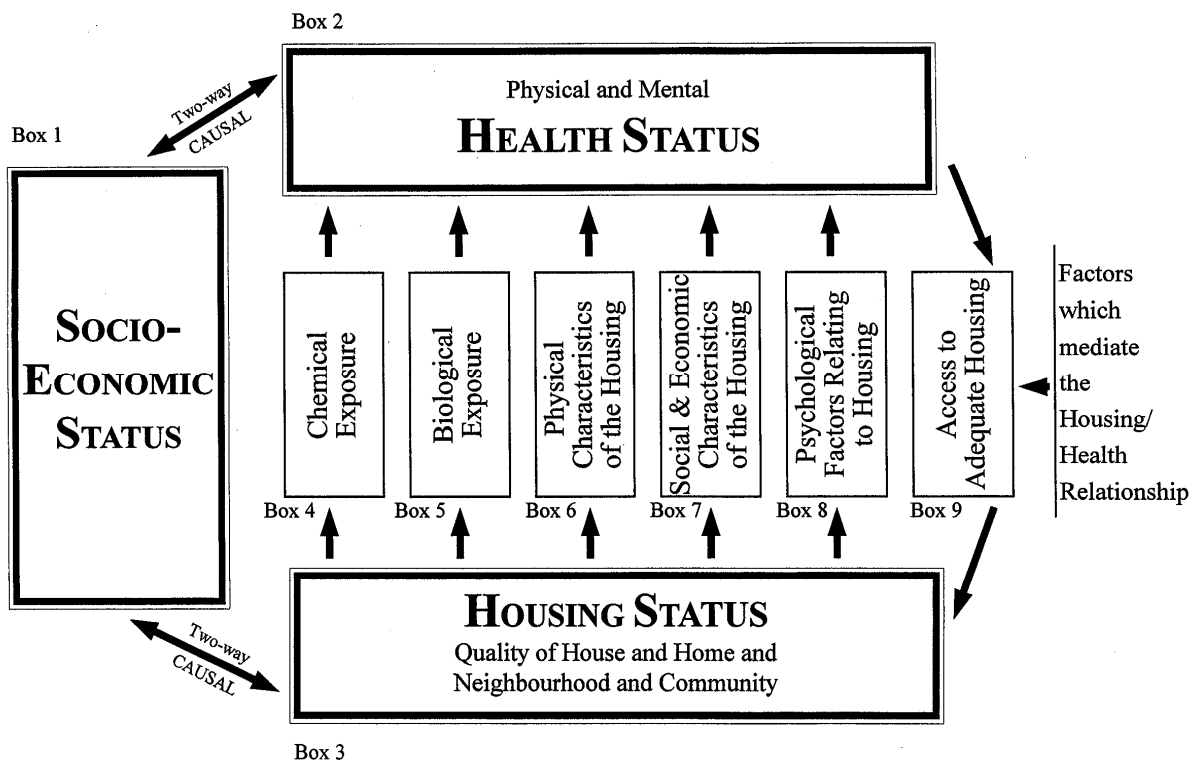 Box 2
Physical and Mental
HEALTH STATUS
Two-way
CAUSAL
Box 1
SOCIO-
ECONOMIC
STATUS
Chemical
Exposure
Box 4
Biological
Exposure
Box 5
Physical
Characteristics
of the Housing
Box 6
Social & Economic
Characteristics
of the Housing
Box 7
Psychological
Factors Relating
to Housing
Box 8
Access to
Adequate Housing
Box 9
Factors
which
mediate
the
Housing/
Health
Relationship
Two-way
CAUSAL
HOUSING STATUS
Quality of House and Home and
Neighbourhood and Community
Box 3